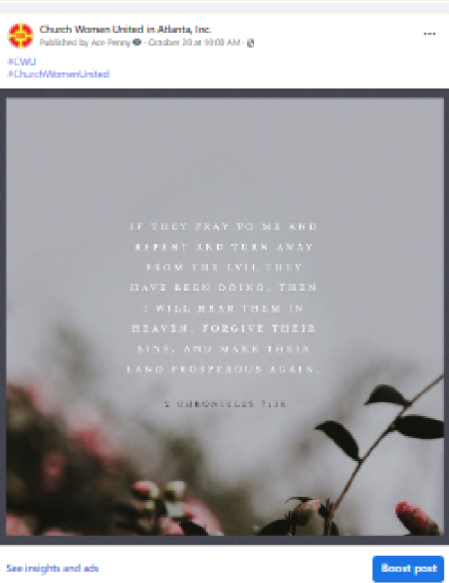 Church Women United in Atlanta, Inc.
Published by Ace Penny · October 20 at 10:00 AM ·
#CWU
#ChurchWomenUnited
IF THEY PRAY TO ME AND
REPENT AND TURN AWAY
FROM THE EVIL THEY
HAVE BEEN DOING, THEN
I WILL HEAR THEM IN
HEAVEN, FORGIVE THEIR
SINS, AND MAKE THEIR
LAND PROSPEROUS AGAIN.
2 CHRONICLES 7:14
See insights and ads
Boost post